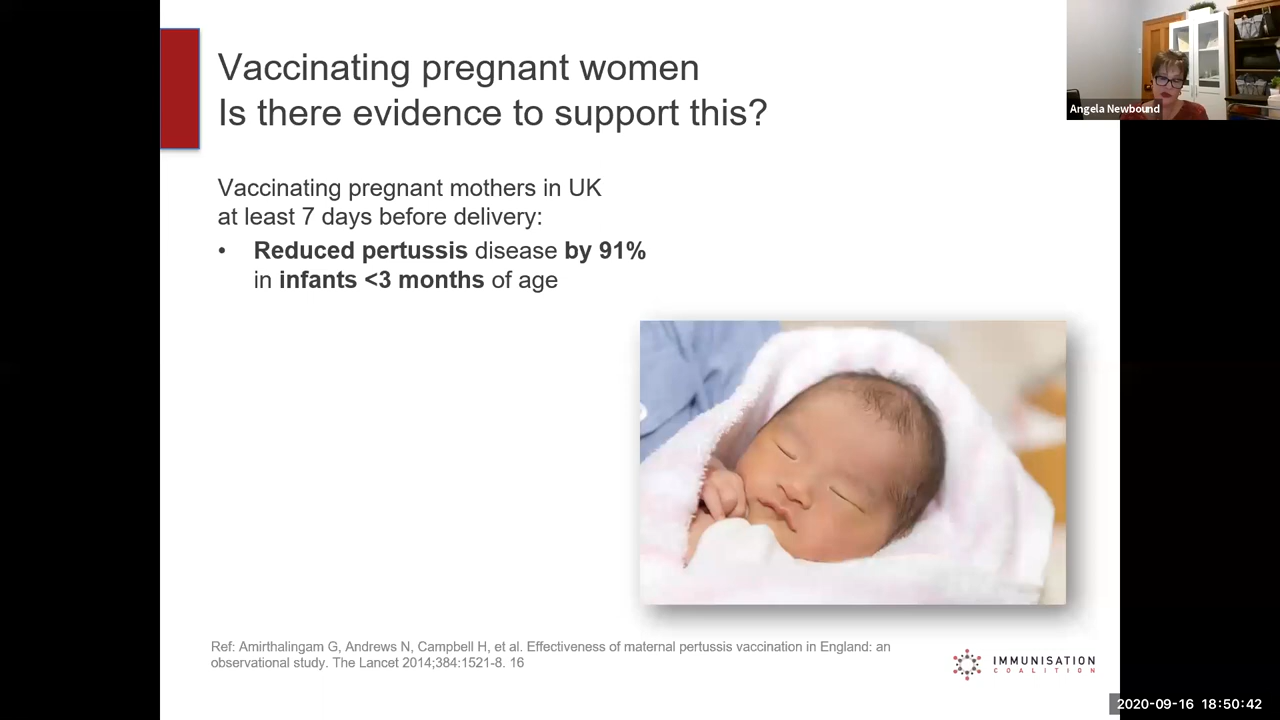 Vaccinating pregnant women
Is there evidence to support this?
Angela Newbound
Vaccinating pregnant mothers in UK
at least 7 days before delivery:
• Reduced pertussis disease by 91%
in infants <3 months of age
Ref: Amirthalingam G, Andrews N, Campbell H, et al. Effectiveness of maternal pertussis vaccination in England: an
observational study. The Lancet 2014;384:1521-8. 16
IMMUNISATION
COALITION
2020-09-16 18:50:42